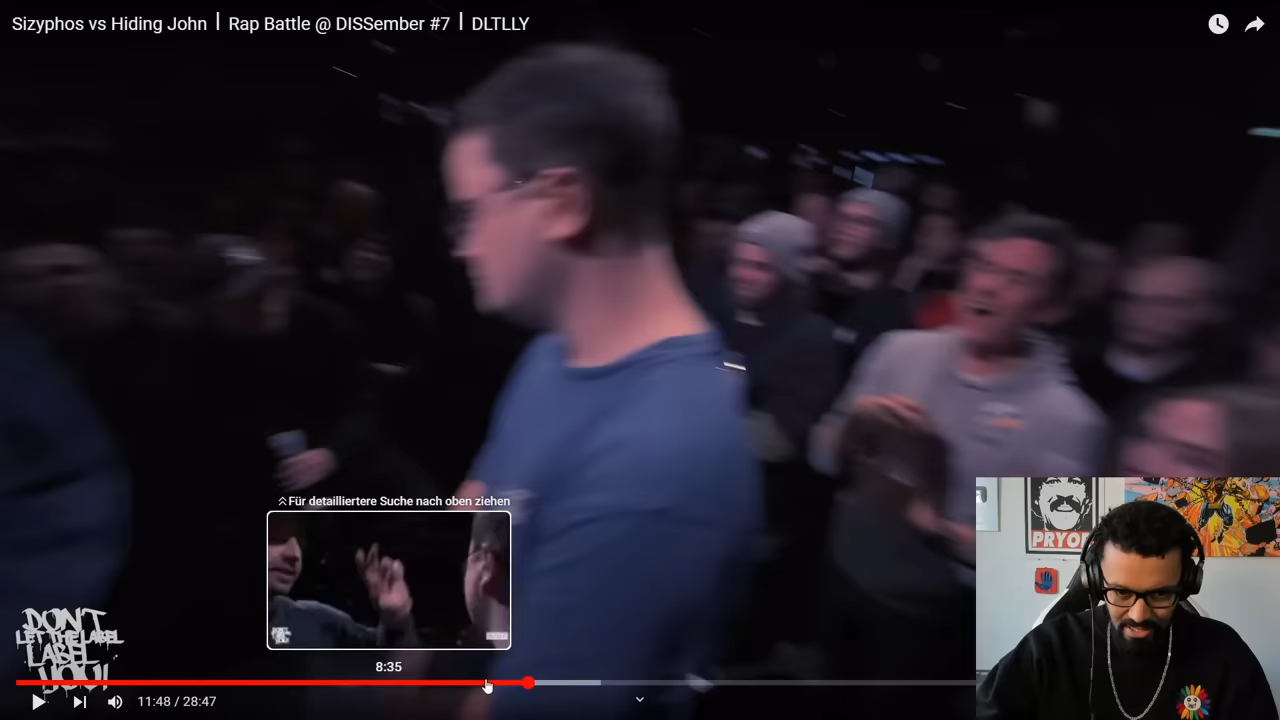 Sizyphos vs Hiding John | Rap Battle @ DISSember #7 | DLTLLY
Für detailliertere Suche nach oben ziehen
8:35
DON'T
LET THE LABEL
LABEL
YOU!
11:48 / 28:47
PRYOR